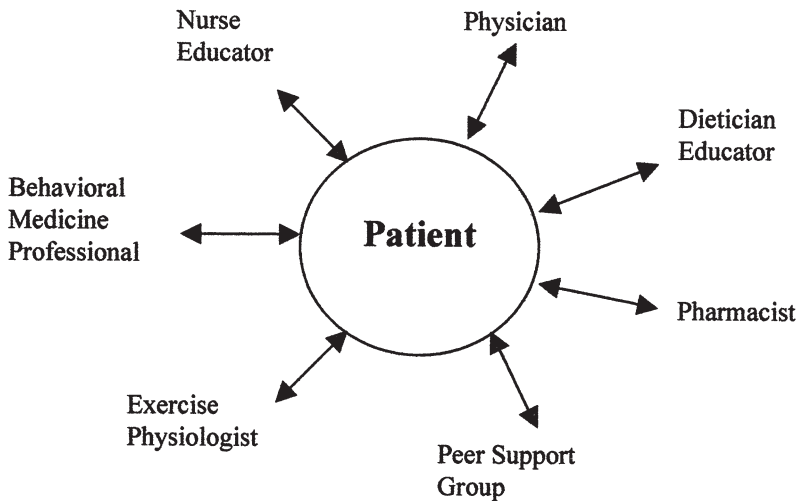 Nurse
Educator
Physician
Dietician
Educator
Behavioral
Medicine
Professional
Patient
Pharmacist
Exercise
Physiologist
Peer Support
Group